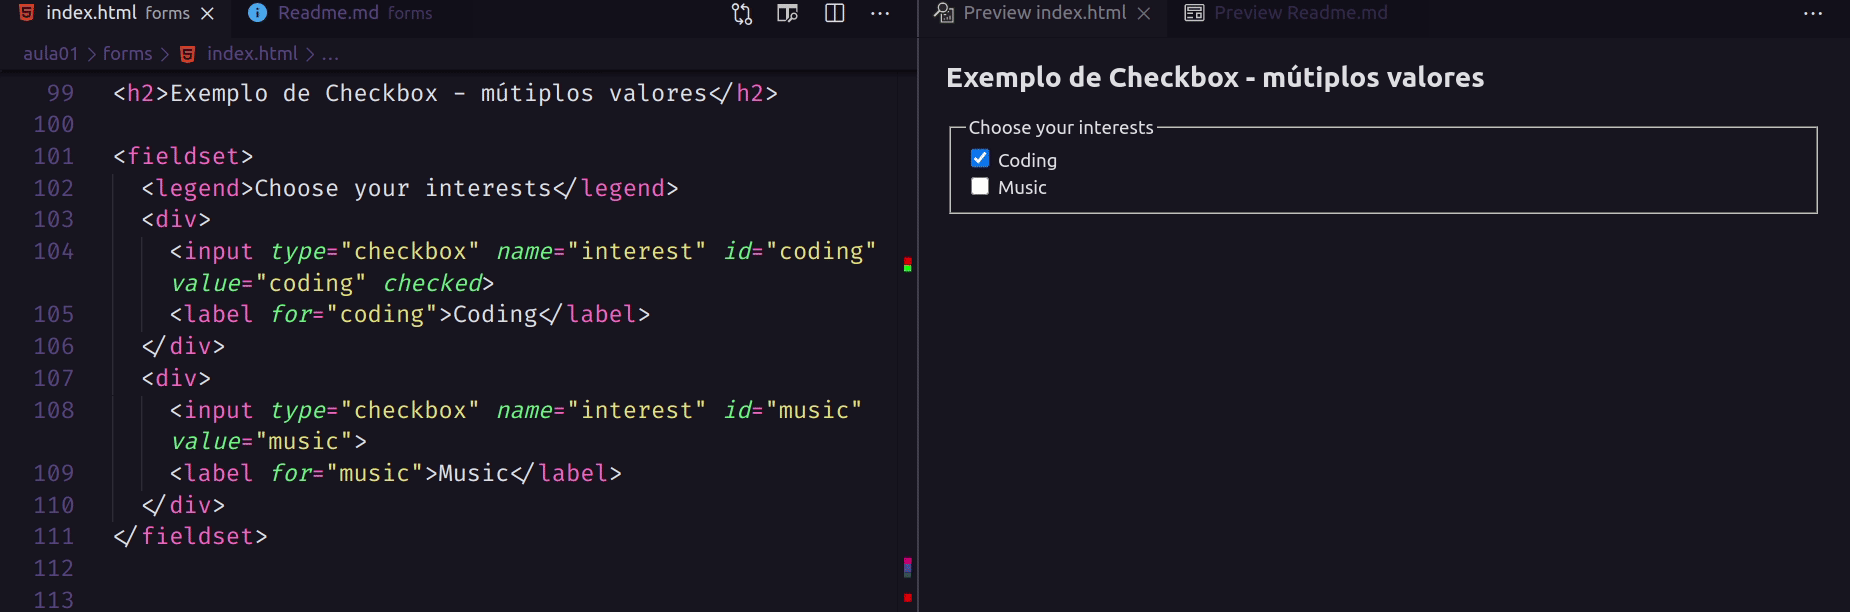 index.html forms
Readme.md forms
aula01 > forms > index.html > ...
99 <h2>Exemplo de Checkbox - mútiplos valores</h2>
100
101 <fieldset>
102 <legend>Choose your interests</legend>
103 <div>
104 <input type="checkbox" name="interest" id="coding"
value="coding" checked>
105 <label for="coding">Coding</label>
106 </div>
107 <div>
108 <input type="checkbox" name="interest" id="music"
value="music">
109 <label for="music">Music</label>
110 </div>
111 </fieldset>
112
113
Preview index.html
Preview Readme.md
Exemplo de Checkbox - mútiplos valores
Choose your interests
Coding
Music